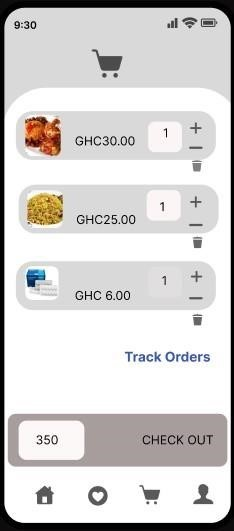 9:30
GHC30.00 1
GHC25.00 1
GHC 6.00 1
Track Orders
350 CHECK OUT